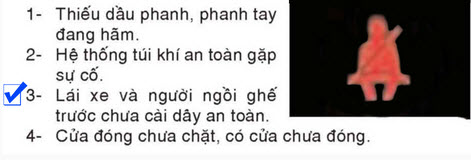 1- Thiếu dầu phanh, phanh tay
đang hãm.
2- Hệ thống túi khí an toàn gặp
sự cố.
3- Lái xe và người ngồi ghế
trước chưa cài dây an toàn.
4- Cửa đóng chưa chặt, có cửa chưa đóng.